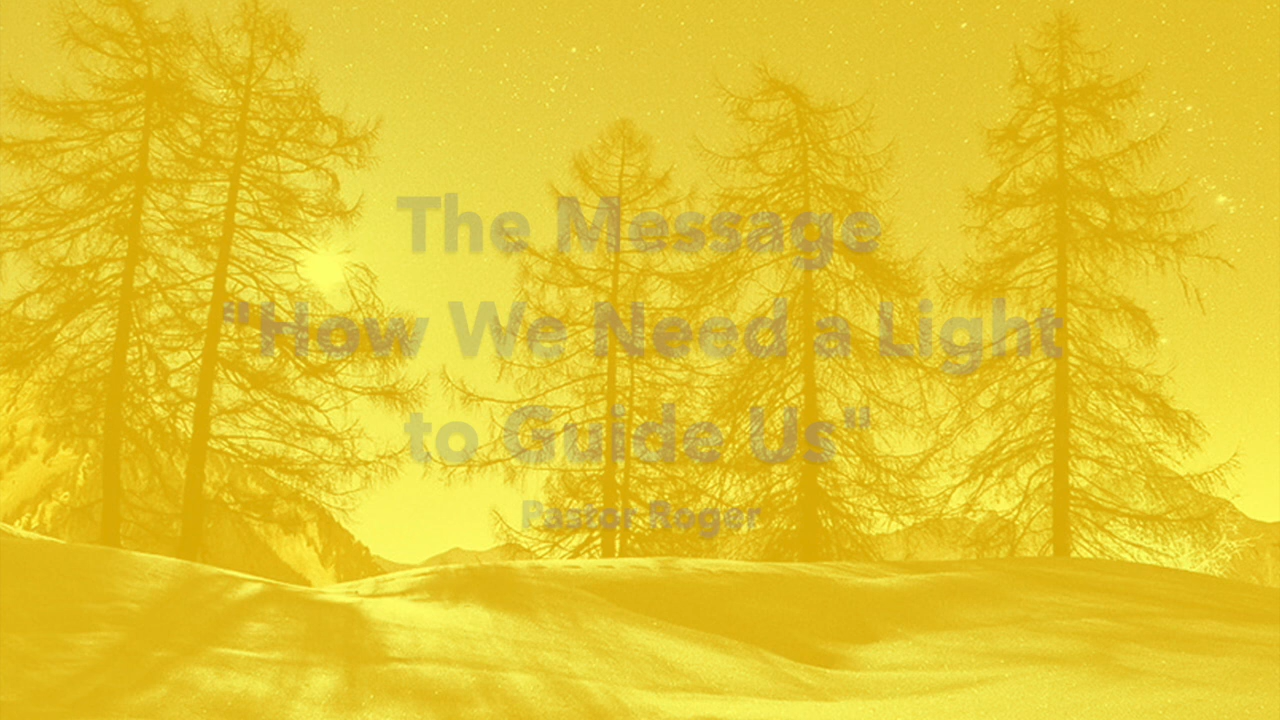 The Message
"How We Need a Light
to Guide Us"
Pastor Roger